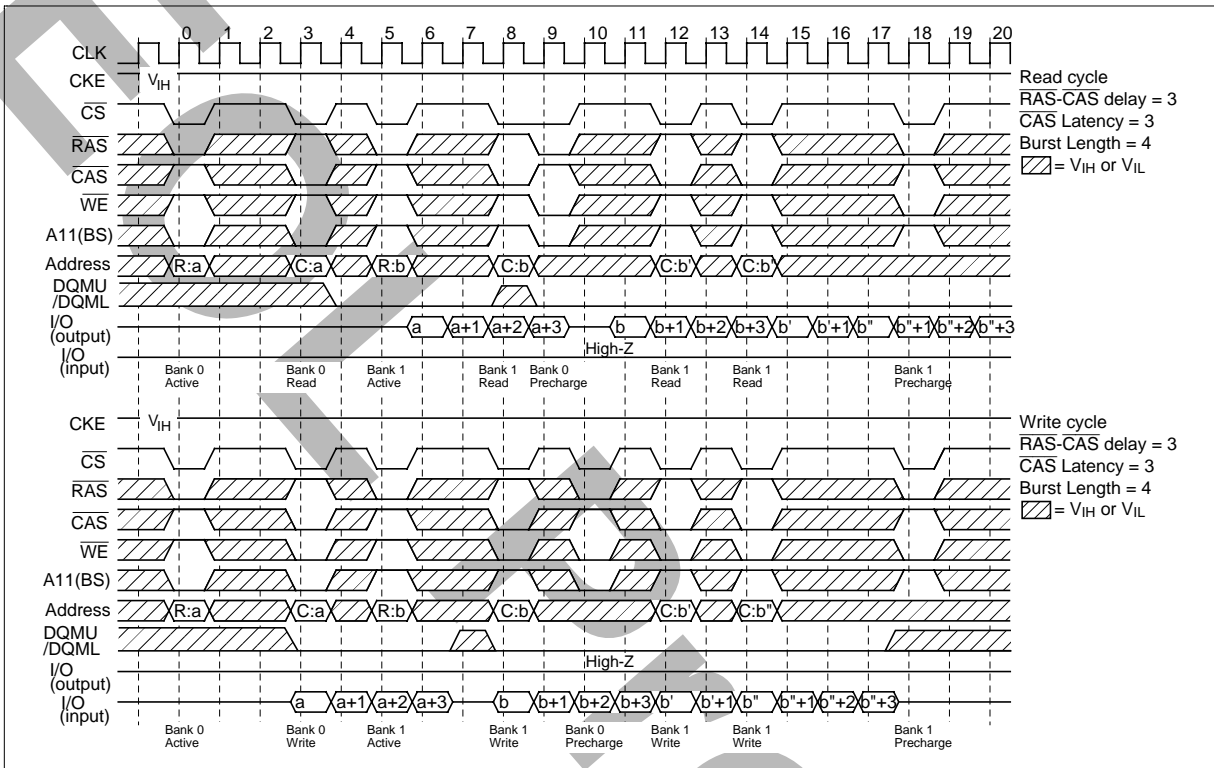 CLK 0 1 2 3 4 5 6 7 8 9 10 11 12 13 14 15 16 17 18 19 20
CKE VIH
CS
RAS
CAS
WE
A11(BS)
Address R:a C:a R:b C:b C:b' C:b"
DQMU
/DQML
I/O
(output) a a+1 a+2 a+3 b b+1 b+2 b+3 b' b'+1 b" b"+1 b"+2 b"+3
High-Z
I/O
(input)
Bank 0 Active
Bank 0 Read
Bank 1 Active
Bank 1 Read
Bank 0 Precharge
Bank 1 Read
Bank 1 Read
Bank 1 Precharge
Read cycle
RAS-CAS delay = 3
CAS Latency = 3
Burst Length = 4
= VIH or VIL
CKE VIH
CS
RAS
CAS
WE
A11(BS)
Address R:a C:a R:b C:b C:b' C:b"
DQMU
/DQML
High-Z
I/O
(output)
I/O
(input) a a+1 a+2 a+3 b b+1 b+2 b+3 b' b'+1 b" b"+1 b"+2 b"+3
Bank 0 Active
Bank 0 Write
Bank 1 Active
Bank 1 Write
Bank 0 Precharge
Bank 1 Write
Bank 1 Write
Bank 1 Precharge
Write cycle
RAS-CAS delay = 3
CAS Latency = 3
Burst Length = 4
= VIH or VIL